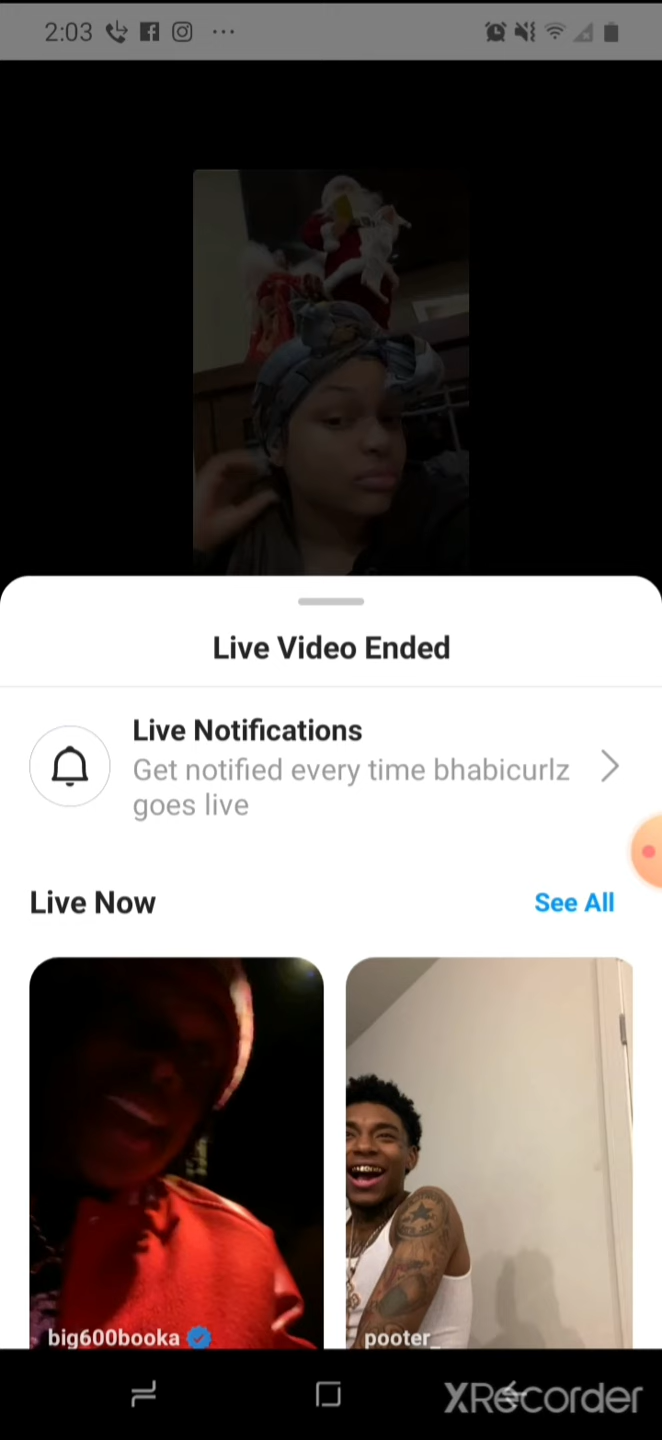 2:03
Live Video Ended
Live Notifications
Get notified every time bhabicurlz
goes live
Live Now
See All
big600booka
pooter_
XRecorder